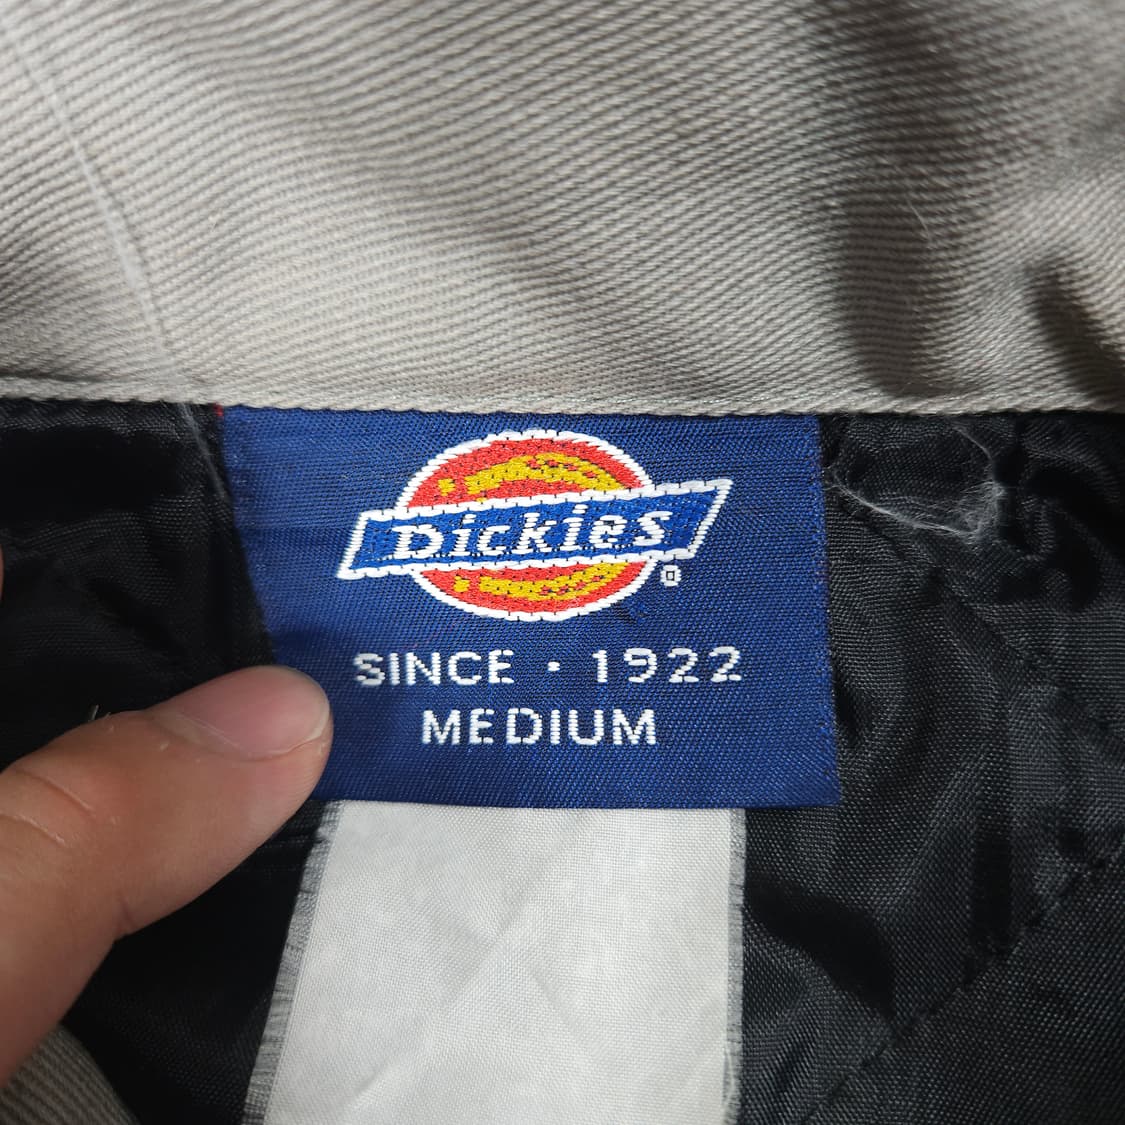 Dickies
®
SINCE · 1922
MEDIUM